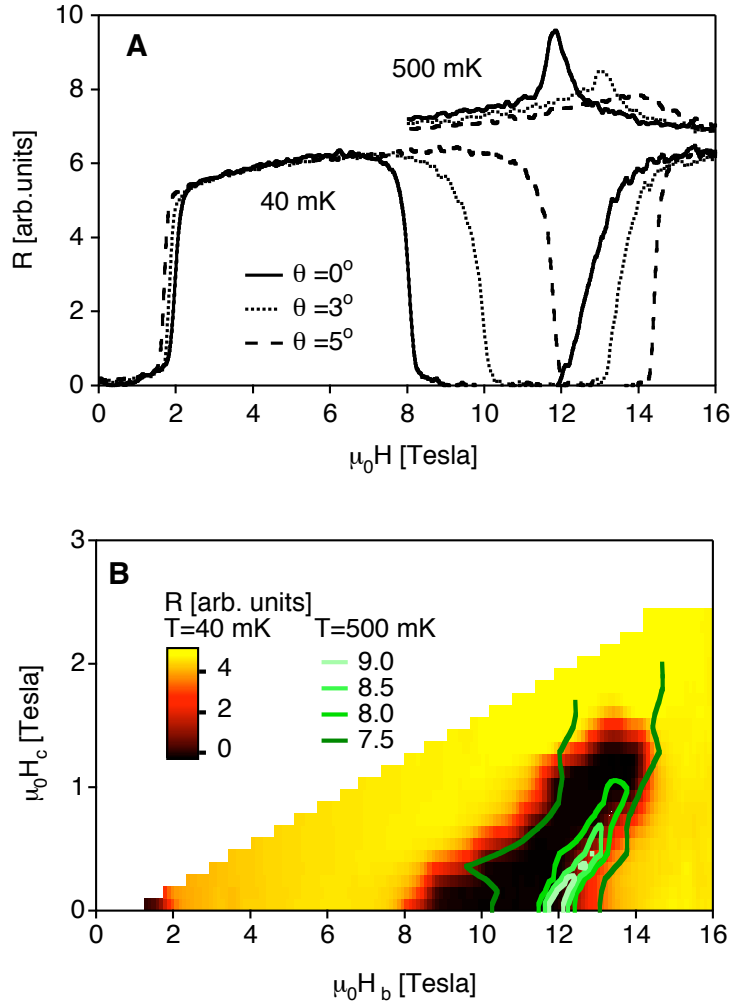 A
500 mK
40 mK
θ =0°
θ =3°
θ =5°
R [arb.units]
10
8
6
4
2
0
0 2 4 6 8 10 12 14 16
μ₀H [Tesla]
B
R [arb. units]
T=40 mK T=500 mK
4
2
0
9.0
8.5
8.0
7.5
μ₀H_c [Tesla]
3
2
1
0
0 2 4 6 8 10 12 14 16
μ₀H_b [Tesla]